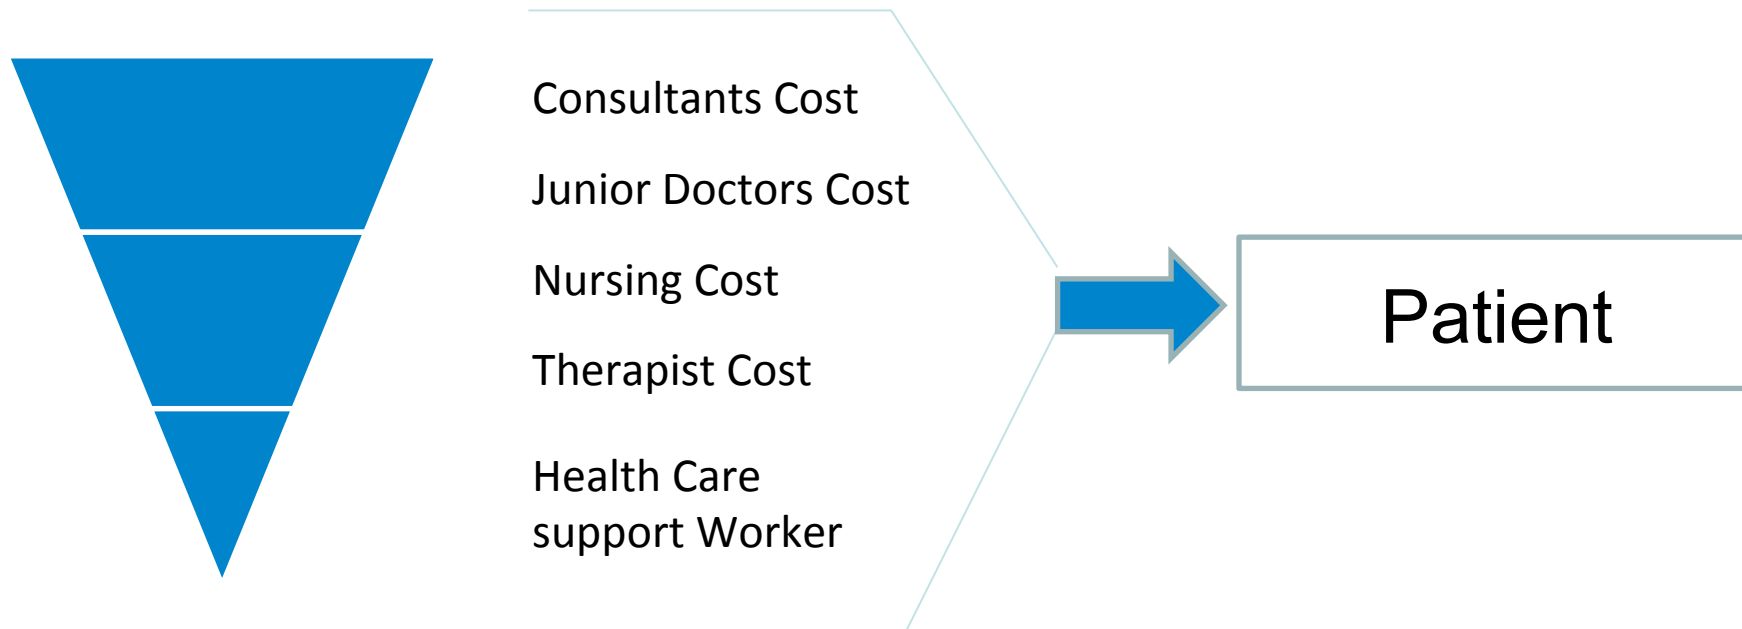 Consultants Cost
Junior Doctors Cost
Nursing Cost
Therapist Cost
Health Care
support Worker
Patient